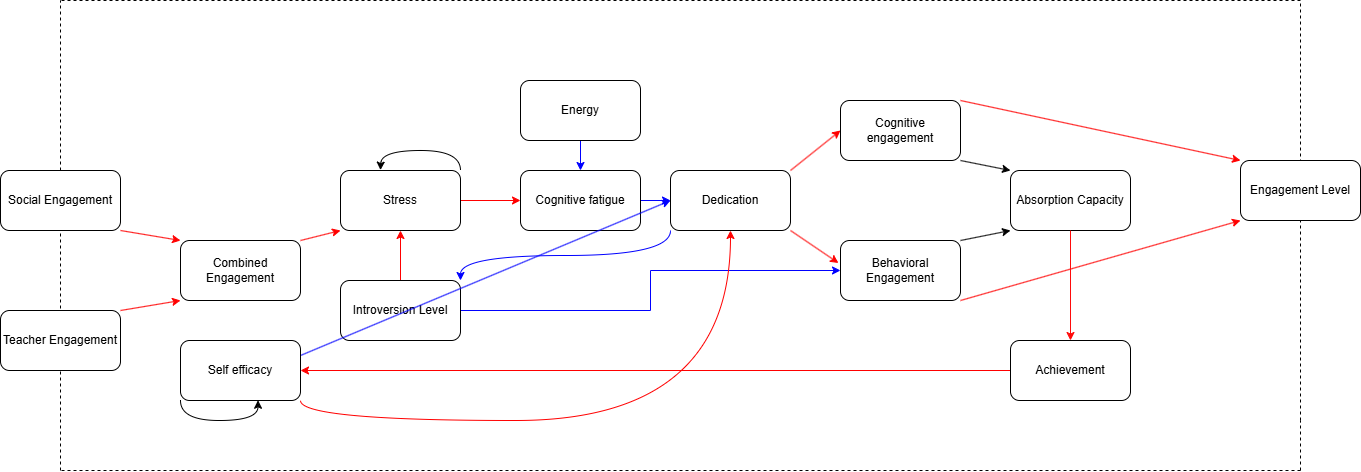 Energy
Cognitive
engagement
Social Engagement
Stress
Cognitive fatigue
Dedication
Absorption Capacity
Engagement Level
Combined
Engagement
Behavioral
Engagement
Introversion Level
Teacher Engagement
Self efficacy
Achievement